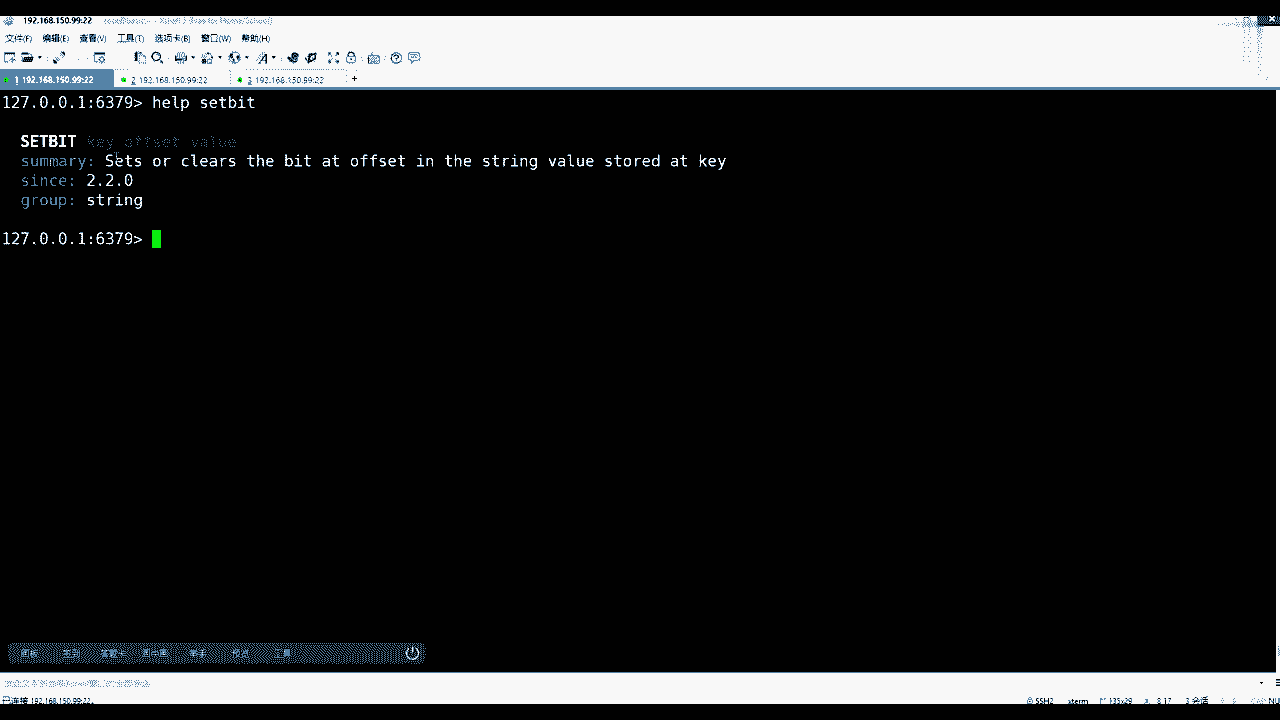 192.168.150.99:22
文件(F) 编辑(E) 查看(V) 工具(T) 选项卡(B) 窗口(W) 帮助(H)
1 192.168.150.99:22 2 192.168.150.99:22 3 192.168.150.99:22 +
127.0.0.1:6379> help setbit
SETBIT key offset value
summary: Sets or clears the bit at offset in the string value stored at key
since: 2.2.0
group: string
127.0.0.1:6379>
已连接 192.168.150.99:22。 SSH2 xterm 135x29 8,17 3 会话